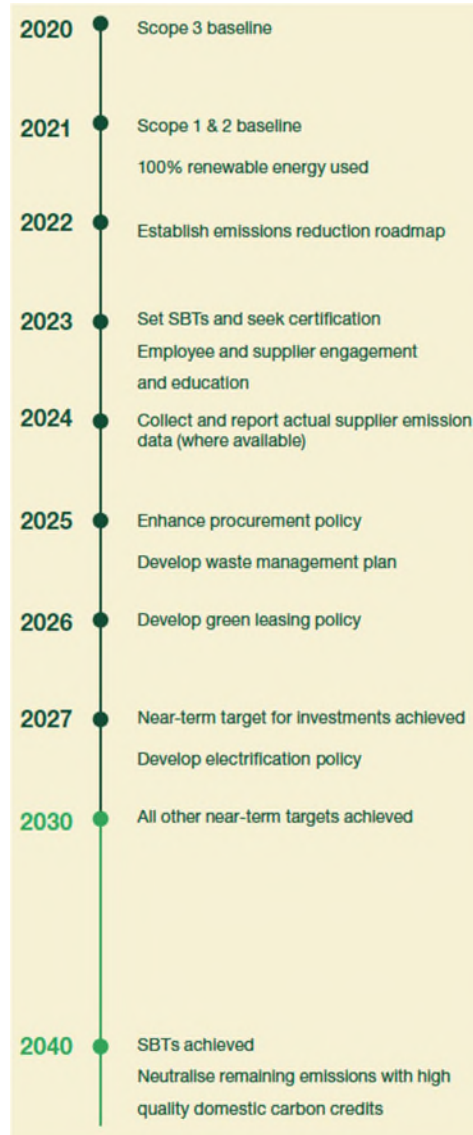 2020
Scope 3 baseline
2021
Scope 1 & 2 baseline
100% renewable energy used
2022
Establish emissions reduction roadmap
2023
Set SBTs and seek certification
Employee and supplier engagement
and education
2024
Collect and report actual supplier emission
data (where available)
2025
Enhance procurement policy
Develop waste management plan
2026
Develop green leasing policy
2027
Near-term target for investments achieved
Develop electrification policy
2030
All other near-term targets achieved
2040
SBTs achieved
Neutralise remaining emissions with high
quality domestic carbon credits